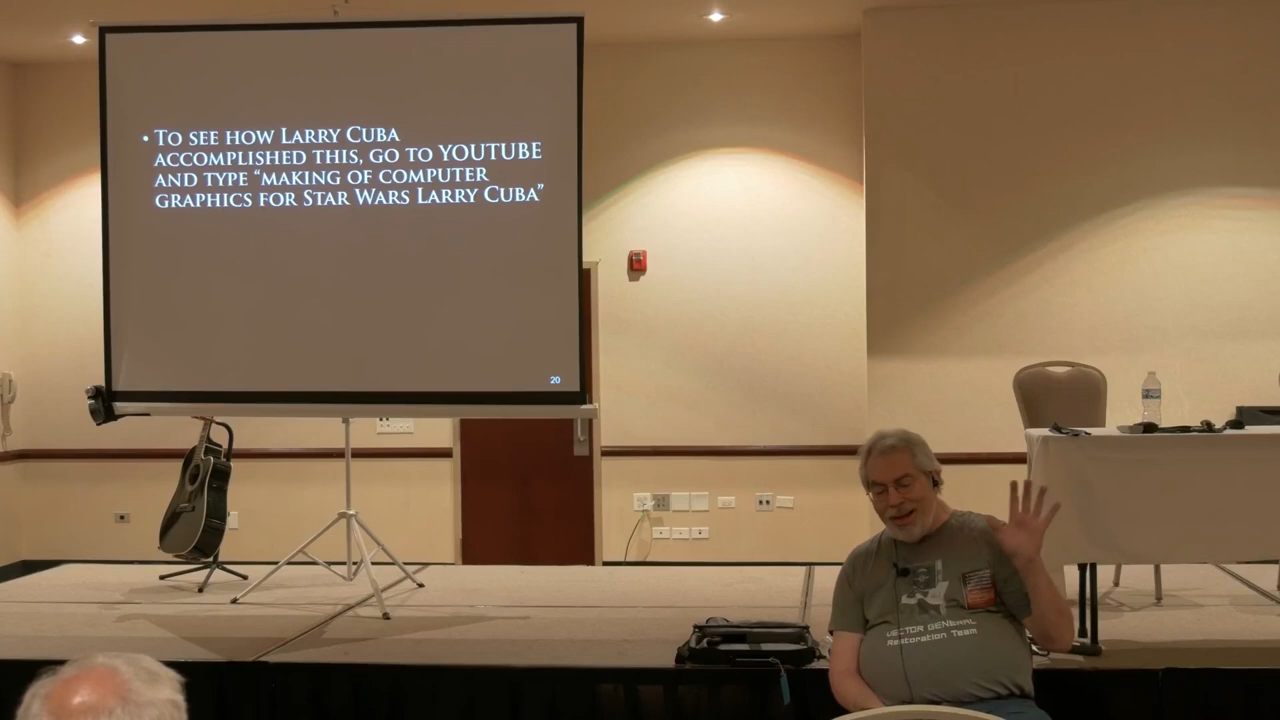 • To see how Larry Cuba
accomplished this, go to YOUTUBE
and type “making of computer
graphics for Star Wars Larry Cuba”
20
VECTOR GENERAL
Restoration Team